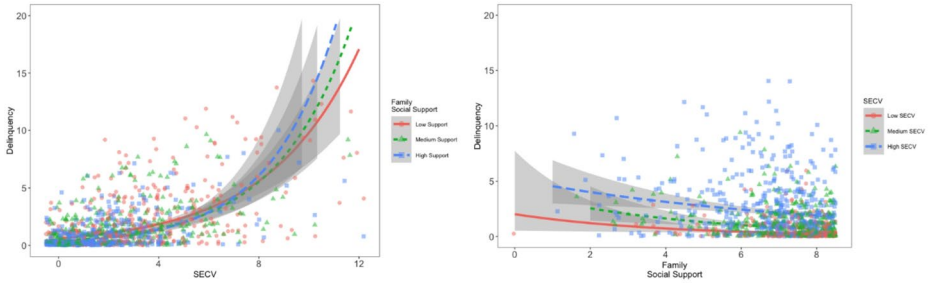 20
15
10
5
0
Delinquency
0
4
8
12
SECV
Family
Social Support
Low Support
Medium Support
High Support
20
15
10
5
0
Delinquency
0
2
4
6
8
Family
Social Support
SECV
Low SECV
Medium SECV
High SECV